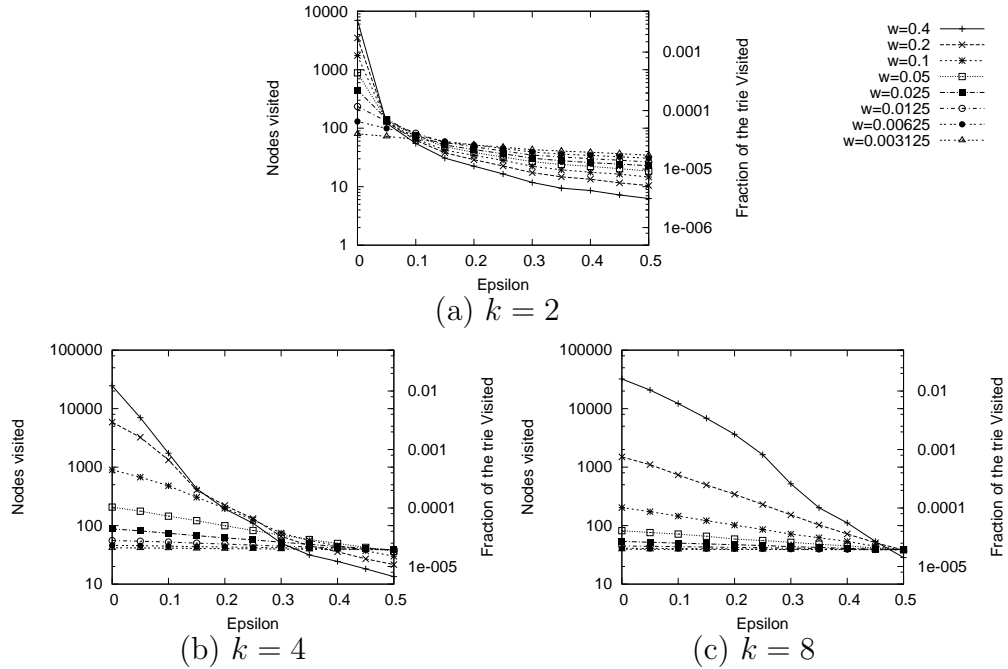 10000
1000
100
10
1
0 0.1 0.2 0.3 0.4 0.5
Nodes visited
Epsilon
0.001
0.0001
1e-005
1e-006
Fraction of the trie Visited
w=0.4
w=0.2
w=0.1
w=0.05
w=0.025
w=0.0125
w=0.00625
w=0.003125
(a) k = 2
100000
10000
1000
100
10
0 0.1 0.2 0.3 0.4 0.5
Nodes visited
Epsilon
0.01
0.001
0.0001
1e-005
Fraction of the trie Visited
(b) k = 4
100000
10000
1000
100
10
0 0.1 0.2 0.3 0.4 0.5
Nodes visited
Epsilon
0.01
0.001
0.0001
1e-005
Fraction of the trie Visited
(c) k = 8